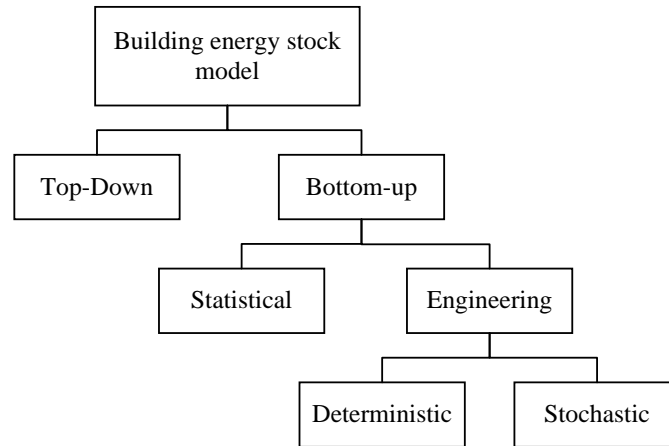 Building energy stock
model
Top-Down
Bottom-up
Statistical
Engineering
Deterministic
Stochastic